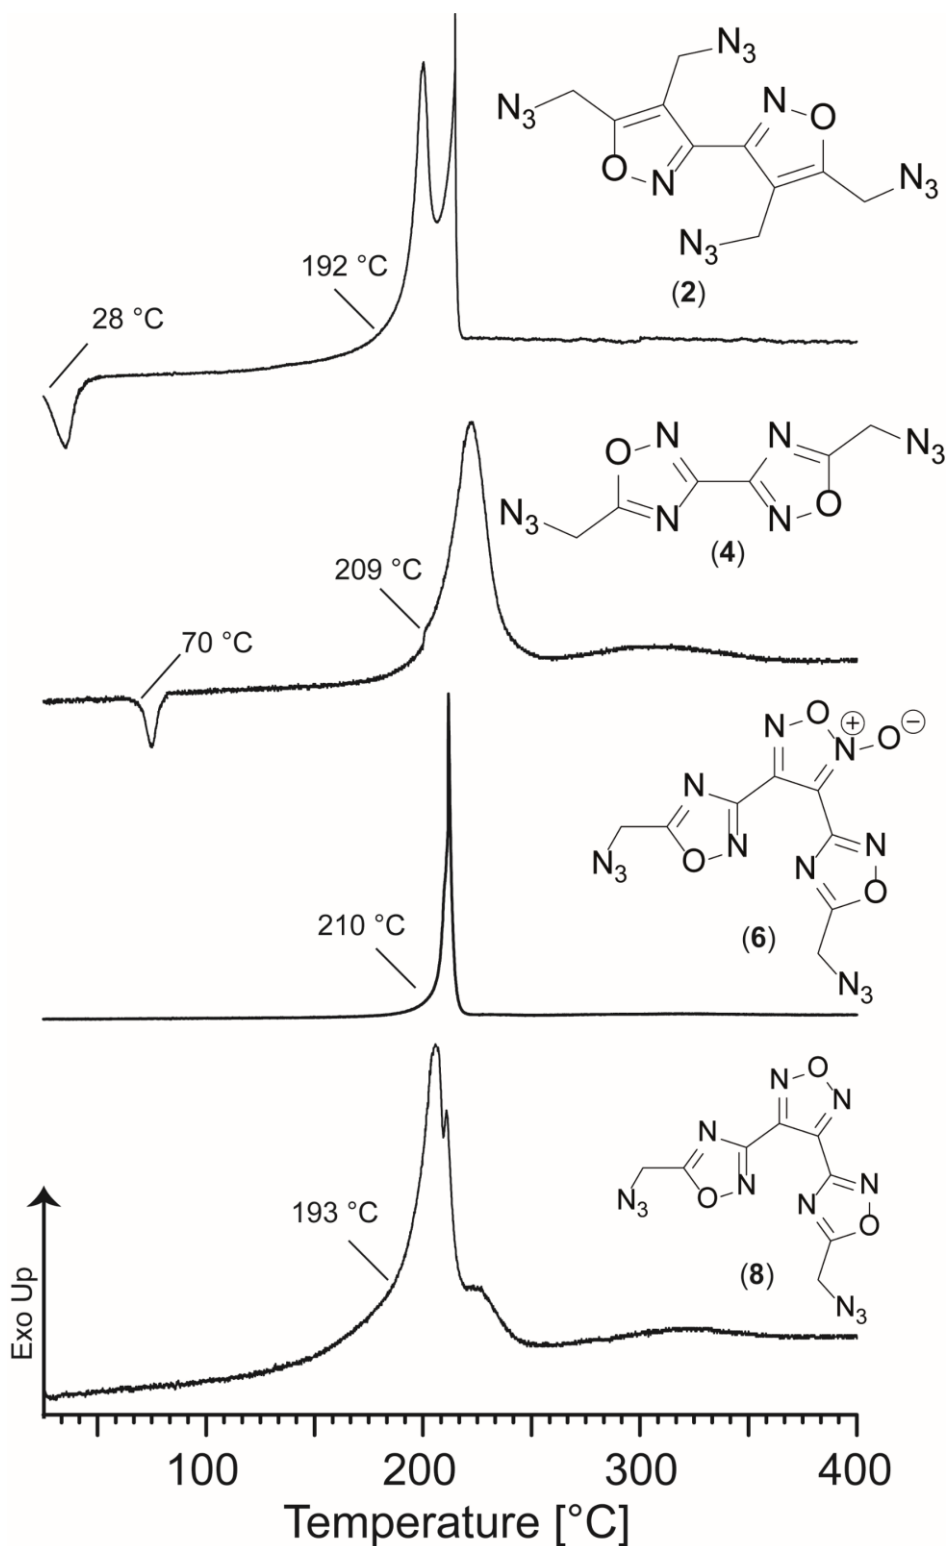 N₃
N₃
N
O
O
N
N₃
N₃
(2)
192 °C
28 °C
O
N
N
N₃
N₃
N
N
O
(4)
209 °C
70 °C
O
N
N⁺
O⁻
N
N
N
O
N₃
N
O
N₃
(6)
210 °C
O
N
N
N
N
N
O
N₃
N
O
N₃
(8)
193 °C
Exo Up
100 200 300 400
Temperature [°C]